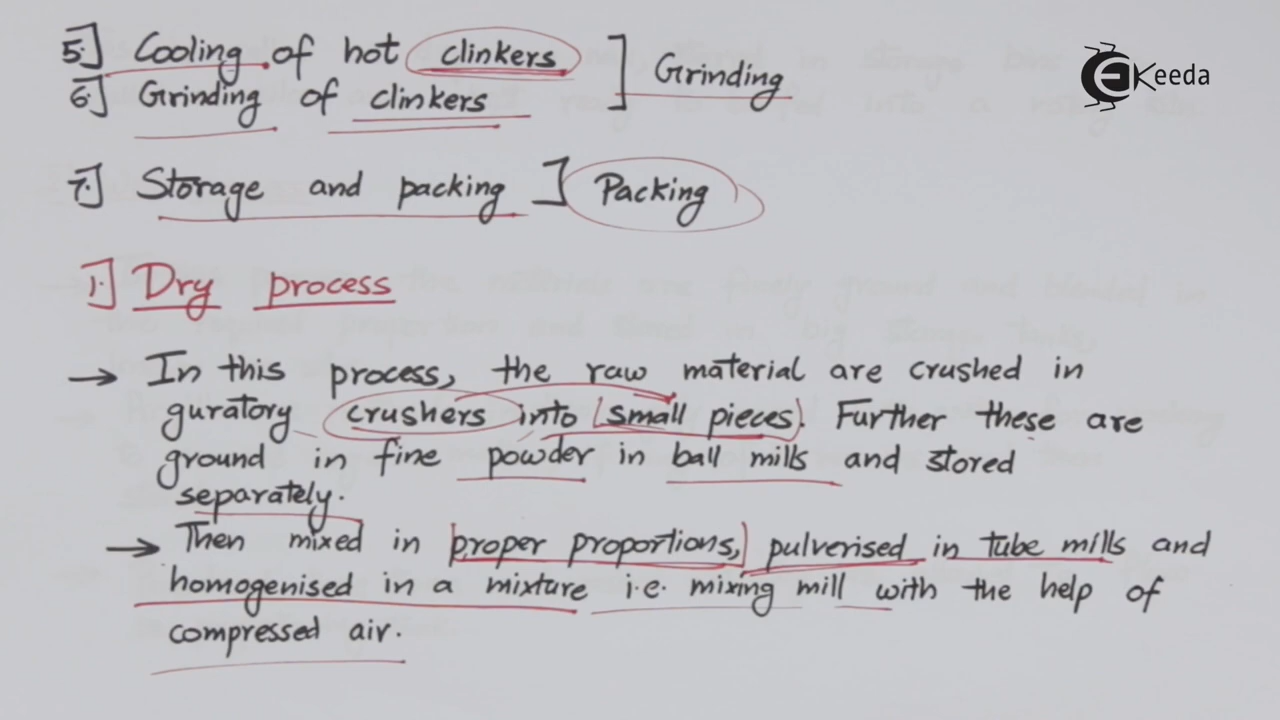 5.] Cooling of hot clinkers ] Grinding
6.] Grinding of clinkers
7.] Storage and packing ] Packing
Keeda
1.] Dry process
→ In this process, the raw material are crushed in
guratory crushers into small pieces. Further these are
ground in fine powder in ball mills and stored
separately.
→ Then mixed in proper proportions, pulverised in tube mills and
homogenised in a mixture i.e. mixing mill with the help of
compressed air.